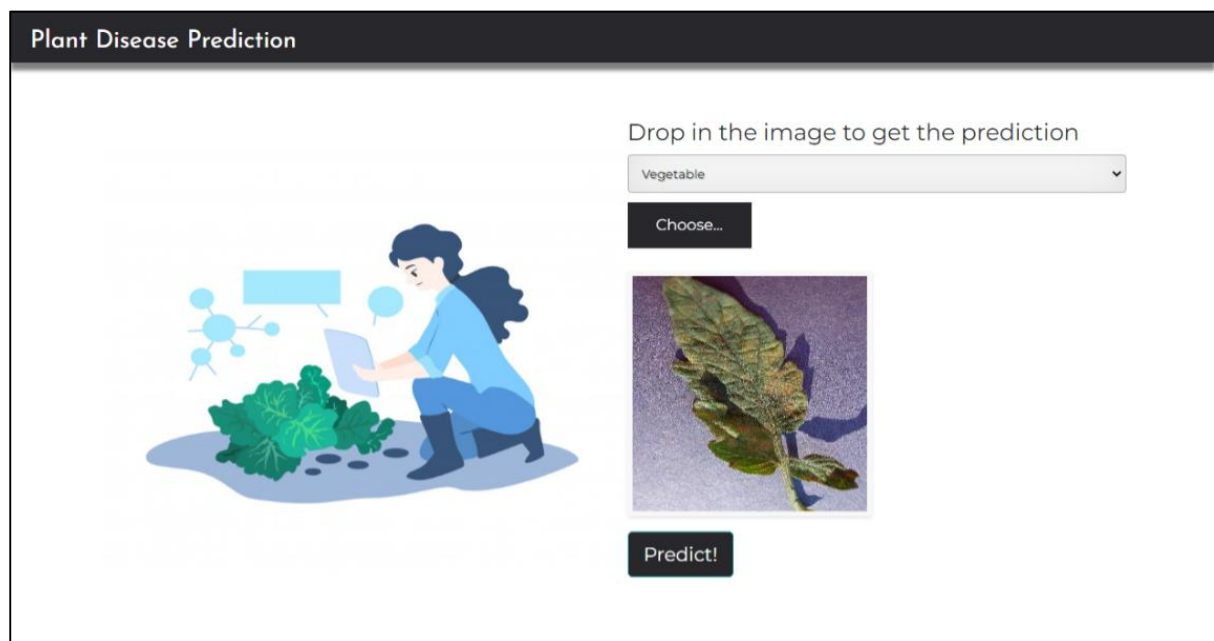 Plant Disease Prediction
Drop in the image to get the prediction
Vegetable
Choose...
Predict!